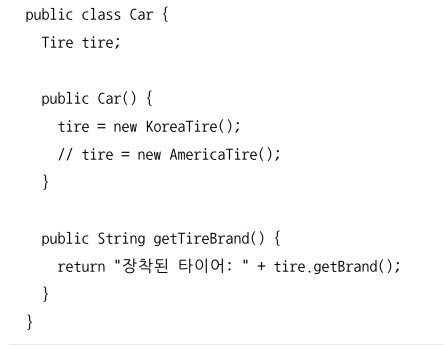 public class Car {
  Tire tire;

  public Car() {
    tire = new KoreaTire();
    // tire = new AmericaTire();
  }

  public String getTireBrand() {
    return "장착된 타이어: " + tire.getBrand();
  }
}